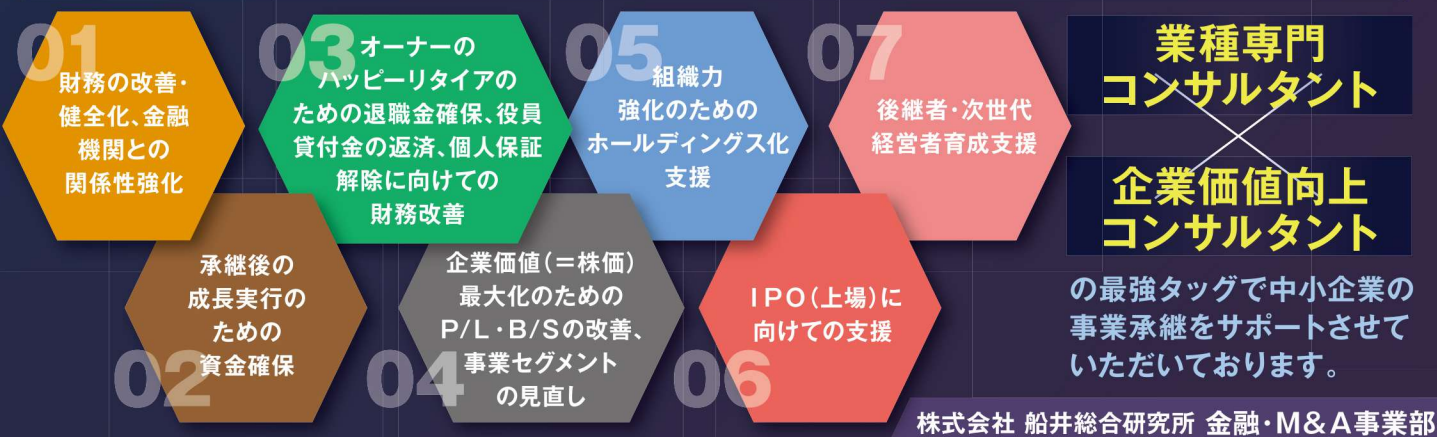 01
財務の改善・
健全化、金融
機関との
関係性強化
02
承継後の
成長実行の
ための
資金確保
03
オーナーの
ハッピーリタイアの
ための退職金確保、役員
貸付金の返済、個人保証
解除に向けての
財務改善
04
企業価値(＝株価)
最大化のための
P/L・B/Sの改善、
事業セグメント
の見直し
05
組織力
強化のための
ホールディングス化
支援
06
IPO(上場)に
向けての支援
07
後継者・次世代
経営者育成支援
業種専門
コンサルタント
×
企業価値向上
コンサルタント
の最強タッグで中小企業の
事業承継をサポートさせて
いただいております。
株式会社 船井総合研究所 金融・M&A事業部